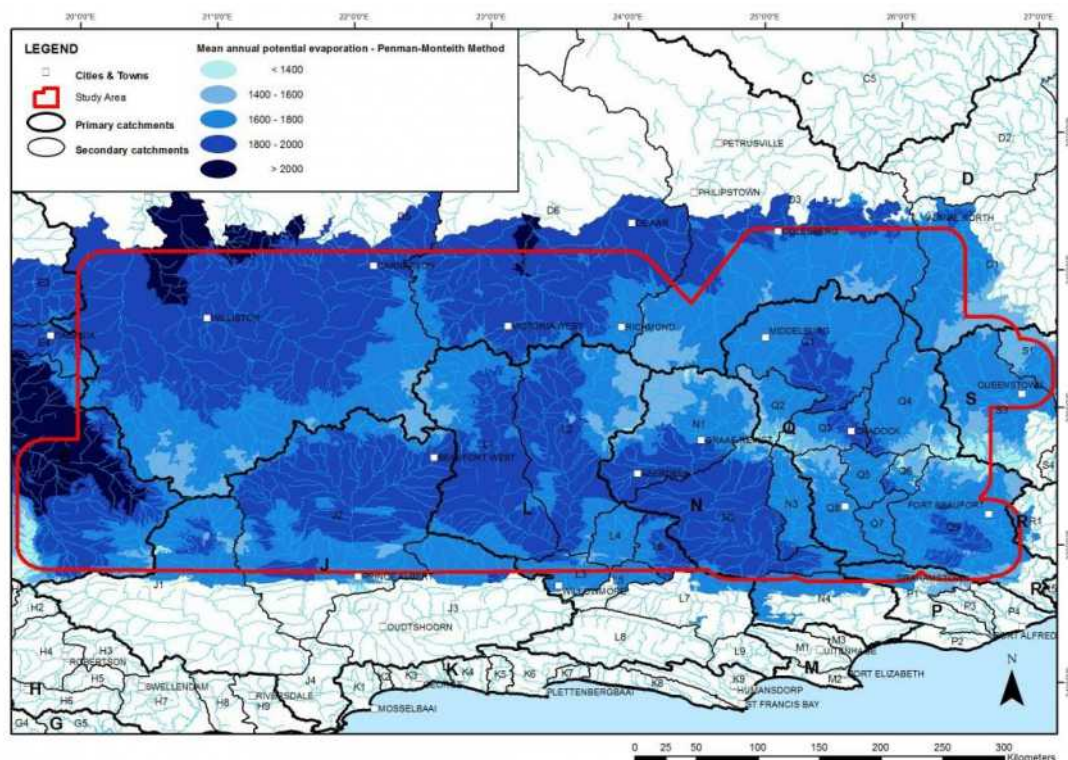 20°0'0"E 21°0'0"E 22°0'0"E 23°0'0"E 24°0'0"E 25°0'0"E 26°0'0"E 27°0'0"E
LEGEND
Cities & Towns
Study Area
Primary catchments
Secondary catchments
Mean annual potential evaporation - Penman-Monteith Method
< 1400
1400 - 1600
1600 - 1800
1800 - 2000
> 2000
C
C5
D2
PETRUSVILLE
PHILIPSTOWN
D
D3
D6
COLESBERG
D1
WILLISTON
VICTORIA WEST
RICHMOND
MIDDELBURG
S1
QUEENSTOWN
S
Q2
Q4
Q
Q3
CRADOCK
N1
GRAAF-REINET
BEAUFORT WEST
S4
Q5
L
N
N3
Q8
Q7
FORT BEAUFORT
Q9
R
R1
J2
L4
J
PRINCE ALBERT
WILLOWMORE
J1
L7
N4
GRAHAMSTOWN
P1
P
P3
P4
P2
PORT ALFRED
H2
J3
OUDTSHOORN
L8
H4
H3
ROBERTSON
H5
H
H6
SWELLENDAM
H7
H8
RIVERSDALE
H9
J4
K1
K2
K3
K
K4
K5
K6
K7
K8
L9
K9
M1
M3
UITENHAGE
M
M2
PORT ELIZABETH
HUMANSDORP
ST FRANCIS BAY
PLETTENBERGBAAI
MOSSELBAAI
G4
G
G5
N
0 25 50 100 150 200 250 300
Kilometers